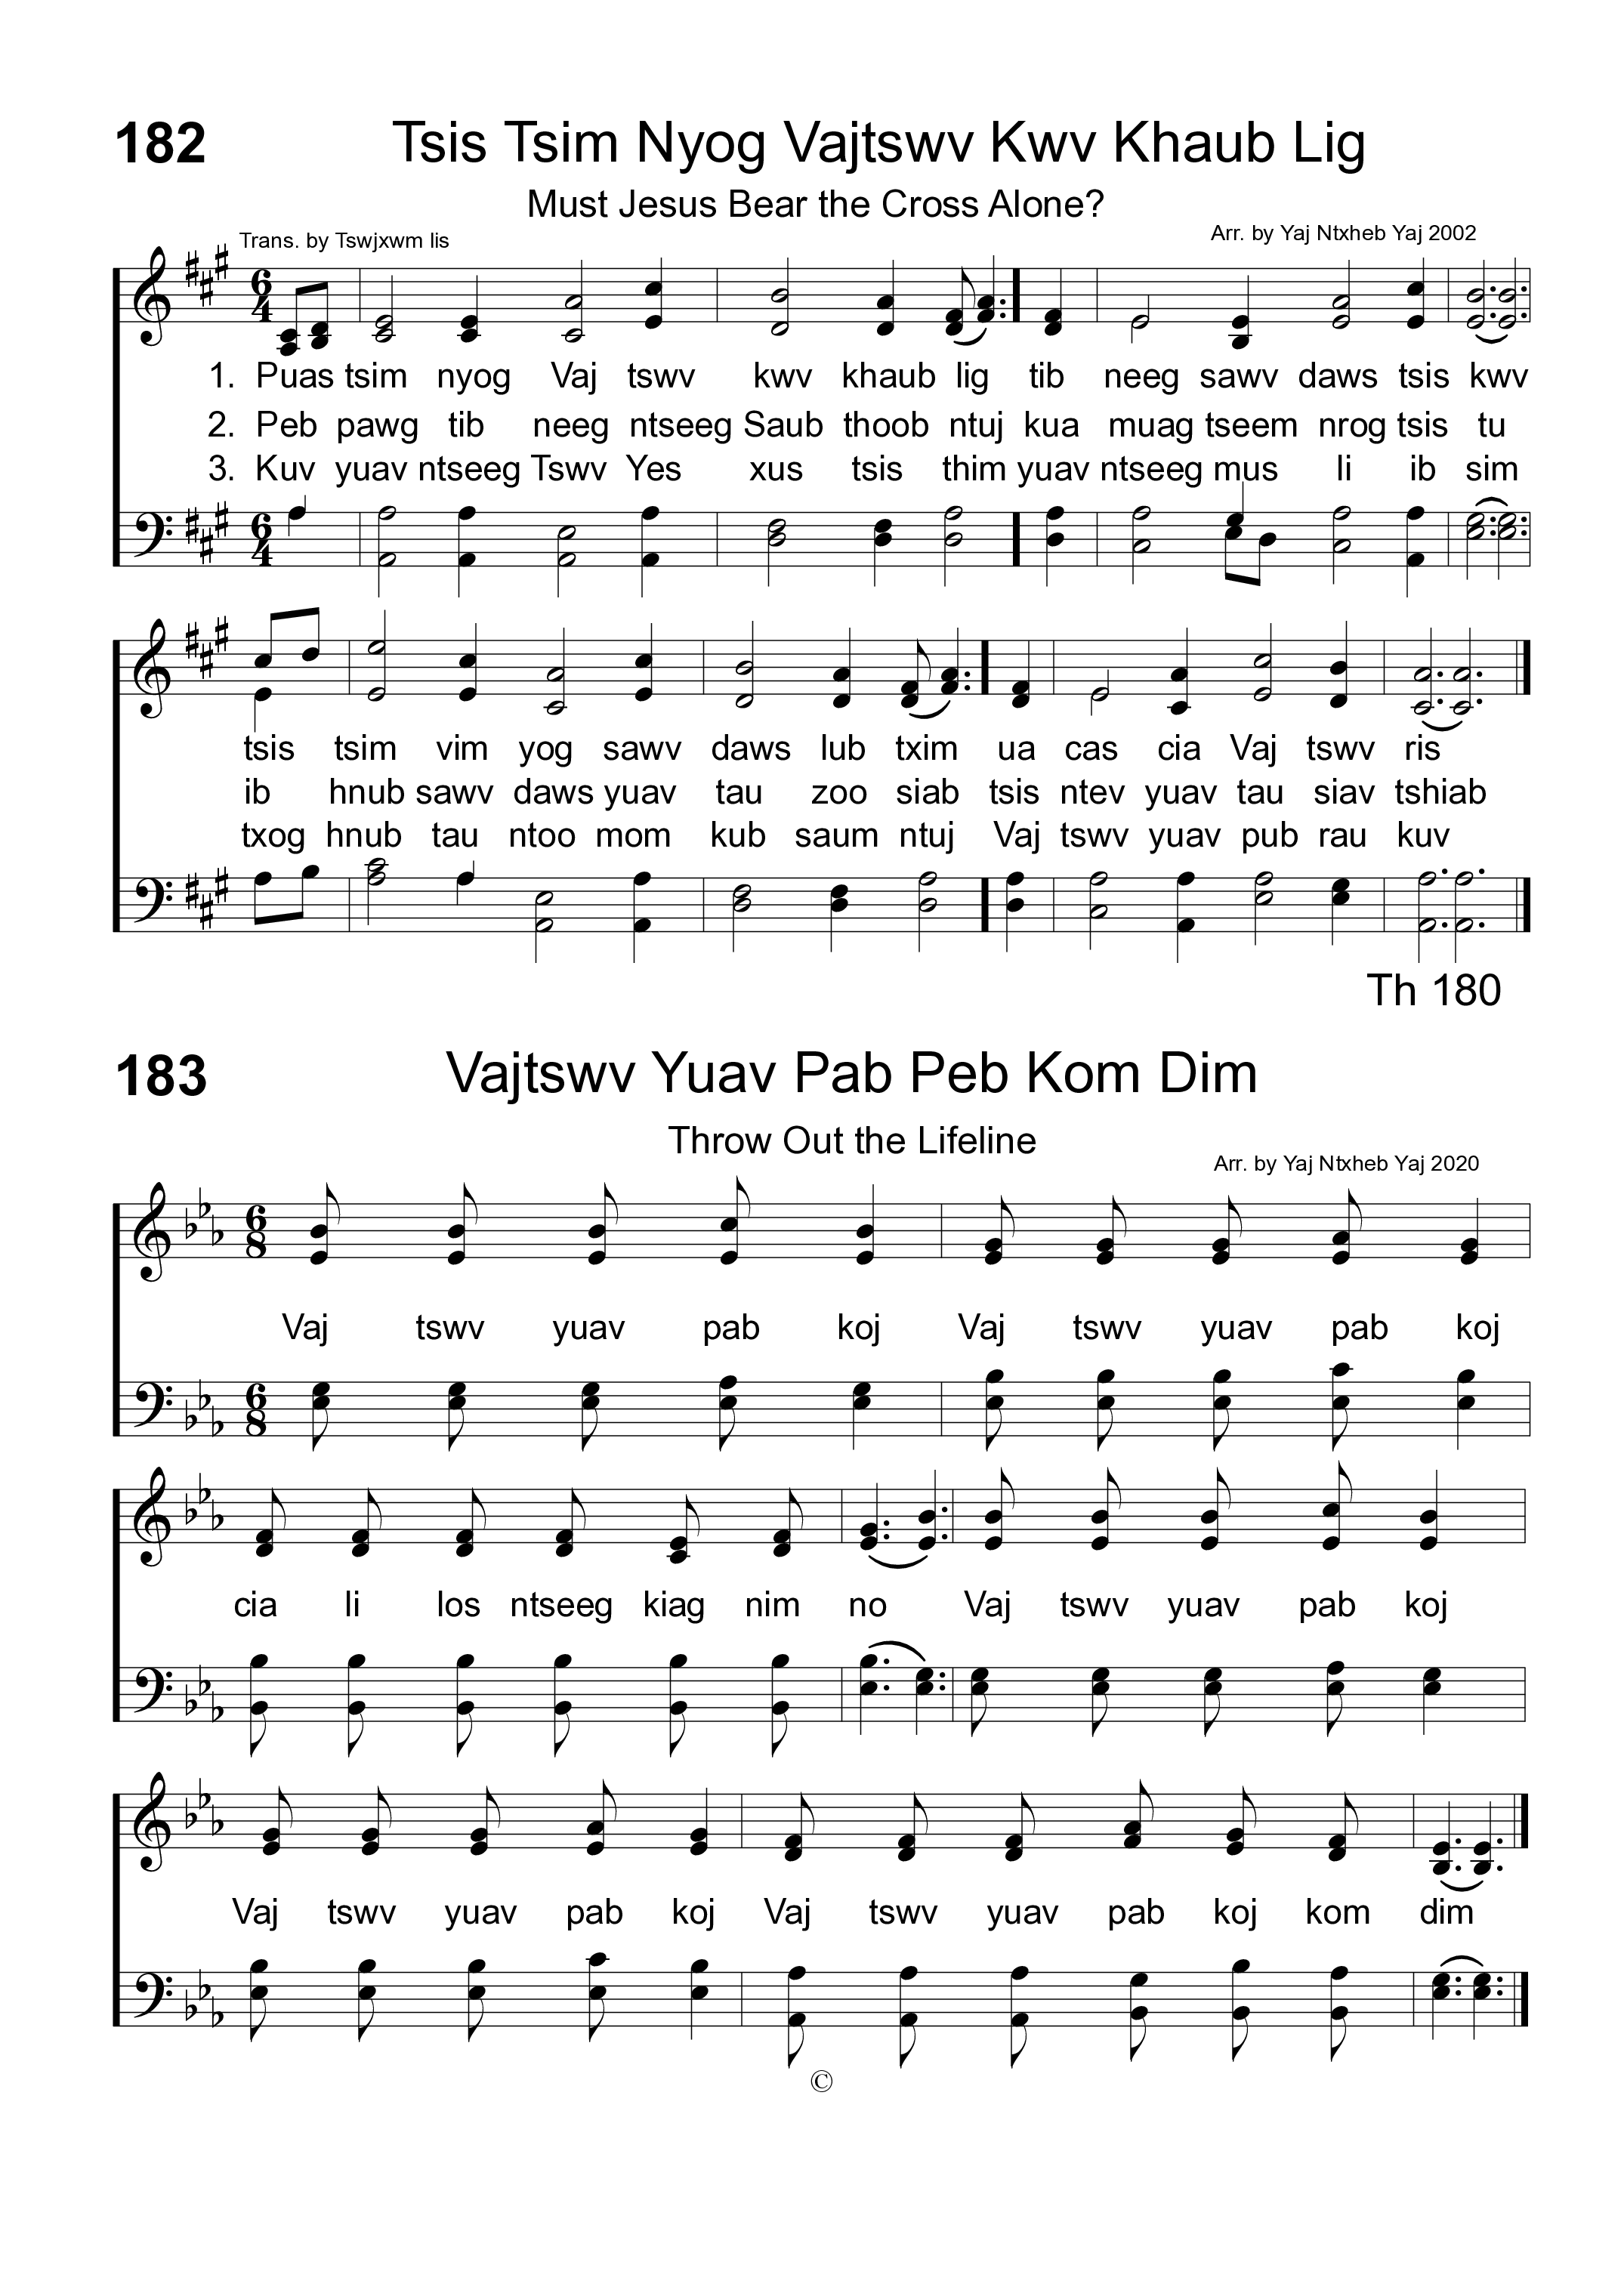 182 Tsis Tsim Nyog Vajtswv Kwv Khaub Lig
Must Jesus Bear the Cross Alone?
Trans. by Tswjxwm lis Arr. by Yaj Ntxheb Yaj 2002
6
4
1. Puas tsim nyog Vaj tswv kwv khaub lig tib neeg sawv daws tsis kwv
2. Peb pawg tib neeg ntseeg Saub thoob ntuj kua muag tseem nrog tsis tu
3. Kuv yuav ntseeg Tswv Yes xus tsis thim yuav ntseeg mus li ib sim
6
4
tsis tsim vim yog sawv daws lub txim ua cas cia Vaj tswv ris
ib hnub sawv daws yuav tau zoo siab tsis ntev yuav tau siav tshiab
txog hnub tau ntoo mom kub saum ntuj Vaj tswv yuav pub rau kuv
Th 180
183 Vajtswv Yuav Pab Peb Kom Dim
Throw Out the Lifeline
Arr. by Yaj Ntxheb Yaj 2020
6
8
Vaj tswv yuav pab koj Vaj tswv yuav pab koj
6
8
cia li los ntseeg kiag nim no Vaj tswv yuav pab koj
Vaj tswv yuav pab koj Vaj tswv yuav pab koj kom dim
©